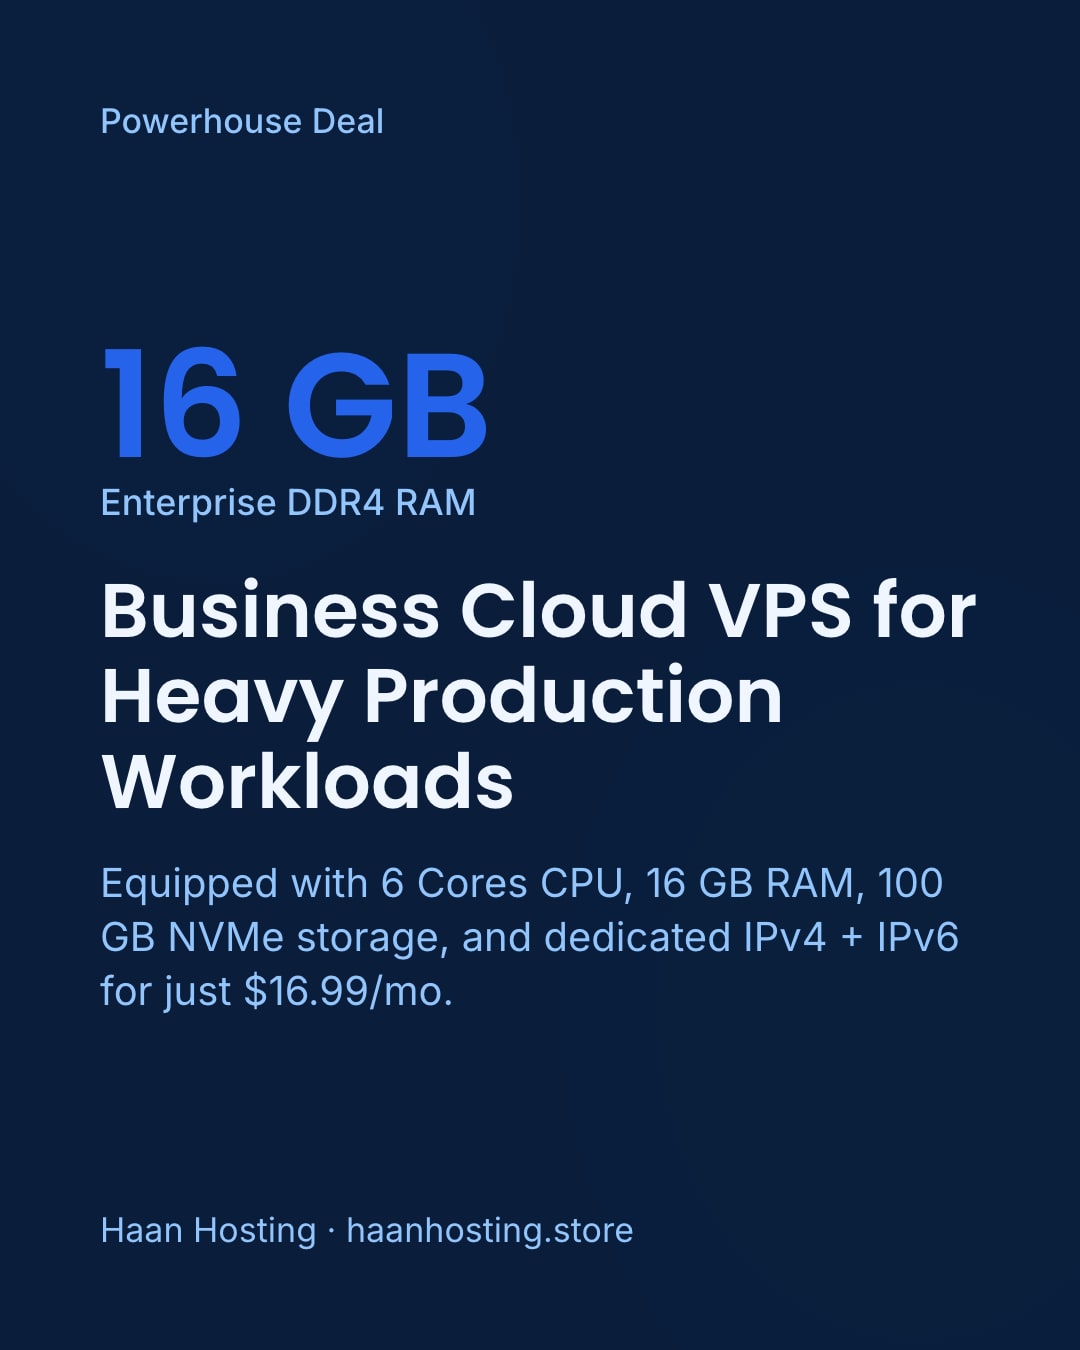 Powerhouse Deal
16 GB
Enterprise DDR4 RAM
Business Cloud VPS for
Heavy Production
Workloads
Equipped with 6 Cores CPU, 16 GB RAM, 100
GB NVMe storage, and dedicated IPv4 + IPv6
for just $16.99/mo.
Haan Hosting · haanhosting.store